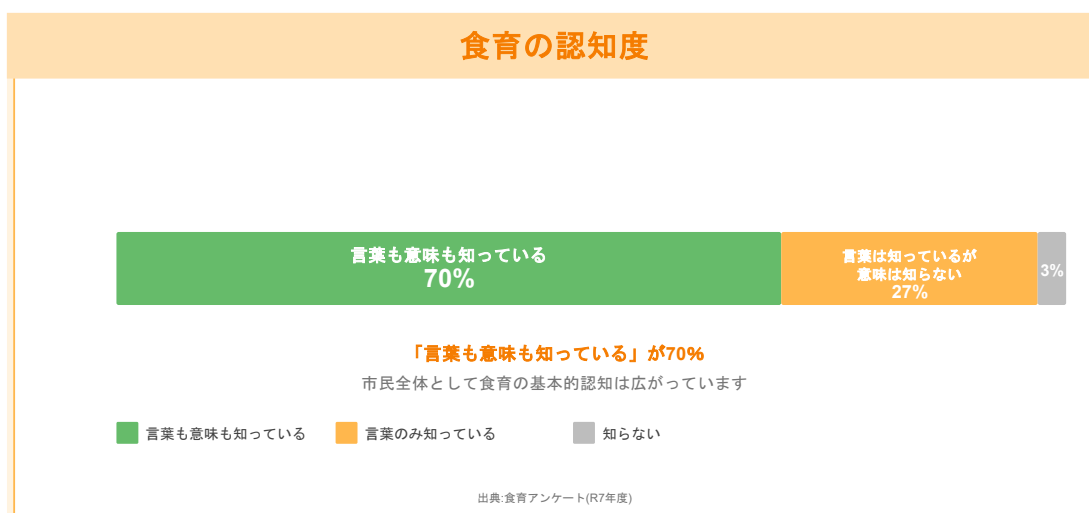 食育の認知度
言葉も意味も知っている
70%
言葉は知っているが
意味は知らない
27%
3%
「言葉も意味も知っている」が70%
市民全体として食育の基本的認知は広がっています
言葉も意味も知っている
言葉のみ知っている
知らない
出典:食育アンケート(R7年度)